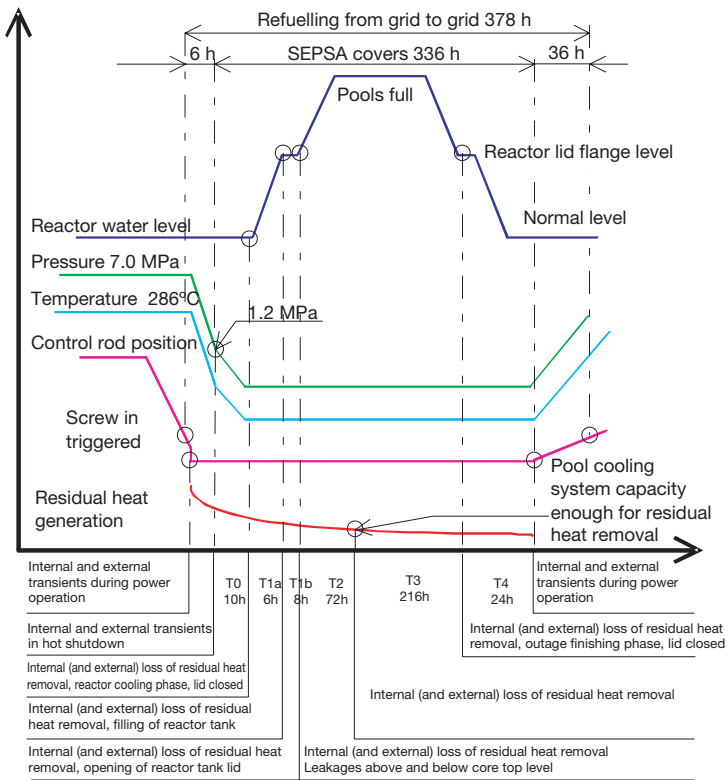 Refuelling from grid to grid 378 h
6 h
SEPSA covers 336 h
36 h
Pools full
Reactor lid flange level
Reactor water level
Normal level
Pressure 7.0 MPa
Temperature 286ºC
1.2 MPa
Control rod position
Screw in
triggered
Pool cooling
system capacity
enough for residual
heat removal
Residual heat
generation
Internal and external
transients during power
operation
T0
10h
T1a
6h
T1b
8h
T2
72h
T3
216h
T4
24h
Internal and external
transients during power
operation
Internal and external transients
in hot shutdown
Internal (and external) loss of residual heat
removal, outage finishing phase, lid closed
Internal (and external) loss of residual heat
removal, reactor cooling phase, lid closed
Internal (and external) loss of residual heat removal
Internal (and external) loss of residual
heat removal, filling of reactor tank
Internal (and external) loss of residual heat
removal, opening of reactor tank lid
Internal (and external) loss of residual heat removal
Leakages above and below core top level